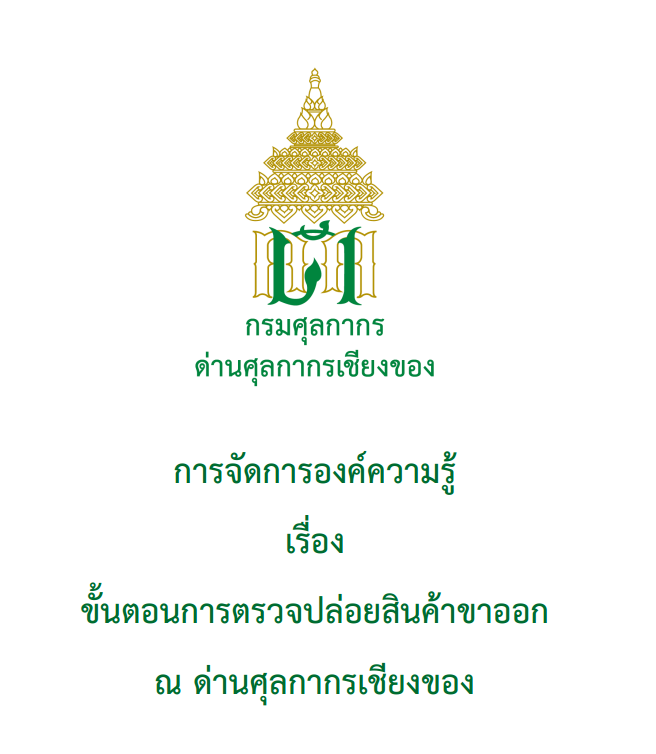 กรมศุลกากร
ด่านศุลกากรเชียงของ
การจัดการองค์ความรู้
เรื่อง
ขั้นตอนการตรวจปล่อยสินค้าขาออก
ณ ด่านศุลกากรเชียงของ